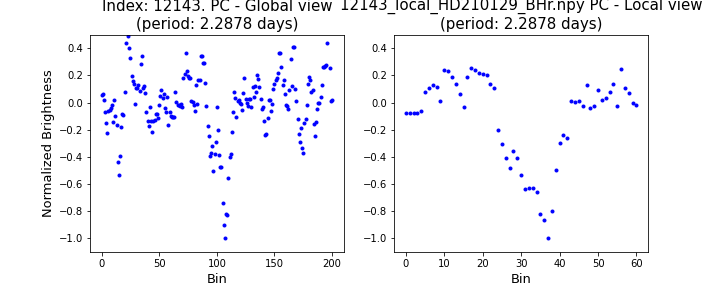 Index: 12143. PC - Global view
(period: 2.2878 days)
12143_local_HD210129_BHr.npy PC - Local view
(period: 2.2878 days)
Normalized Brightness
0.4
0.2
0.0
−0.2
−0.4
−0.6
−0.8
−1.0
0 50 100 150 200
Bin
0.4
0.2
0.0
−0.2
−0.4
−0.6
−0.8
−1.0
0 10 20 30 40 50 60
Bin